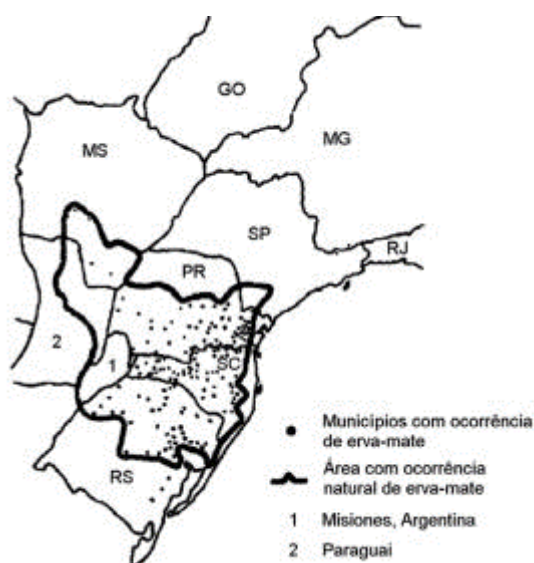 GO
MS
MG
SP
RJ
PR
2
1
SC
RS
Municípios com ocorrência
de erva-mate
Área com ocorrência
natural de erva-mate
1 Misiones, Argentina
2 Paraguai